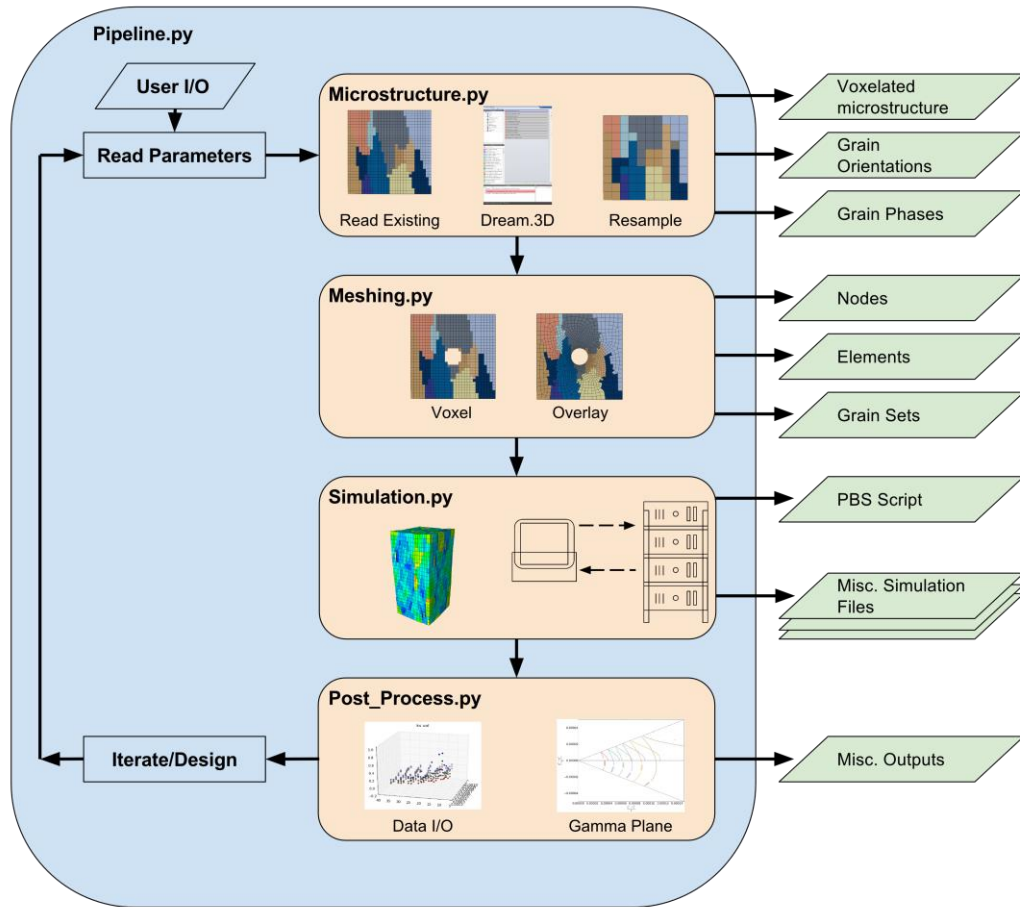 Pipeline.py
User I/O
Read Parameters
Microstructure.py
Read Existing
Dream.3D
Resample
Voxelated
microstructure
Grain
Orientations
Grain Phases
Meshing.py
Voxel
Overlay
Nodes
Elements
Grain Sets
Simulation.py
PBS Script
Misc. Simulation
Files
Post_Process.py
Data I/O
Gamma Plane
Iterate/Design
Misc. Outputs